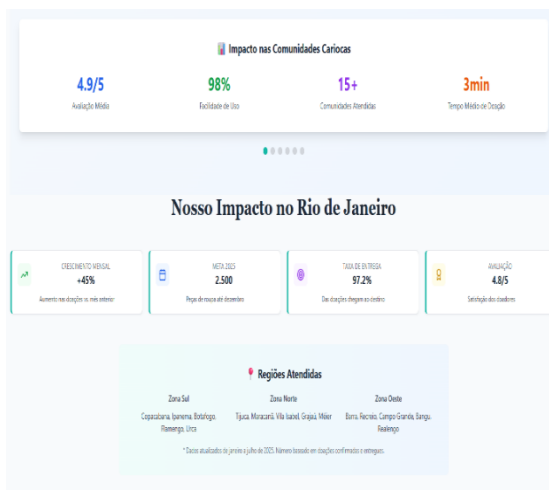 Impacto nas Comunidades Cariocas
4.9/5
98%
15+
3min
Avaliação Média
Facilidade de Uso
Comunidades Atendidas
Tempo Médio de Doação
Nosso Impacto no Rio de Janeiro
CRESCIMENTO MENSAL
+45%
Aumento nas doações vs. mês anterior
META 2025
2.500
Peças de roupa até dezembro
TAXA DE ENTREGA
97.2%
Das doações chegam ao destino
AVALIAÇÃO
4.8/5
Satisfação dos doadores
Regiões Atendidas
Zona Sul
Copacabana, Ipanema, Botafogo,
Flamengo, Urca
Zona Norte
Tijuca, Maracanã, Vila Isabel, Grajaú, Méier
Zona Oeste
Barra, Recreio, Campo Grande, Bangu,
Realengo
* Dados atualizados de janeiro a julho de 2025. Número baseado em doações confirmadas e entregues.